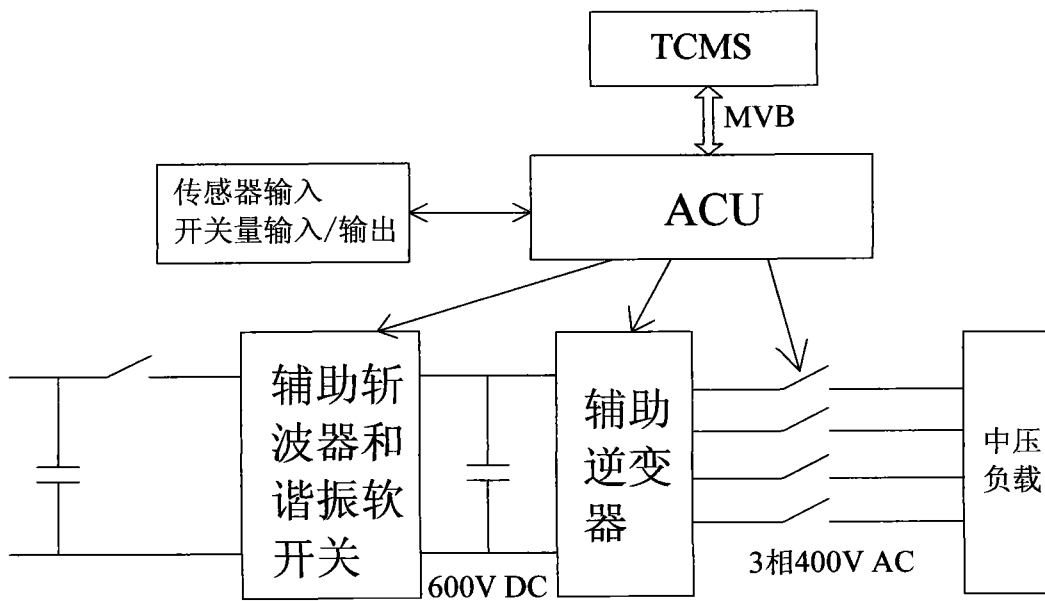 TCMS
MVB
传感器输入
开关量输入/输出
ACU
辅助斩
波器和
谐振软
开关
600V DC
辅助
逆变
器
3相400V AC
中压
负载